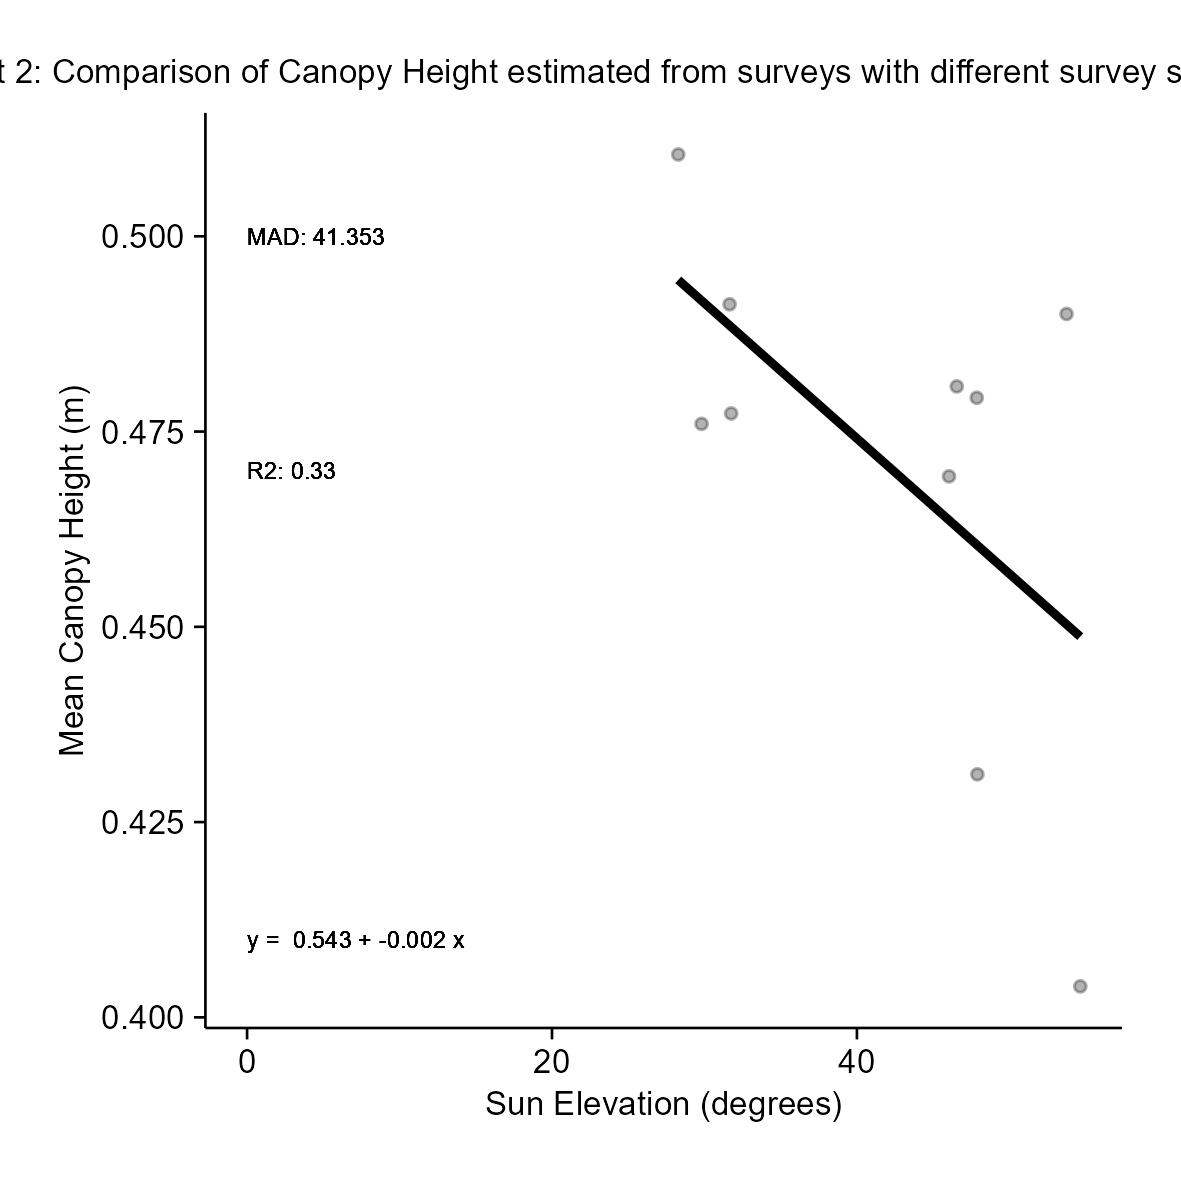 t 2: Comparison of Canopy Height estimated from surveys with different survey s
0.500
MAD: 41.353
0.475
R2: 0.33
0.450
0.425
y =  0.543 + -0.002 x
0.400
Mean Canopy Height (m)
0 20 40
Sun Elevation (degrees)